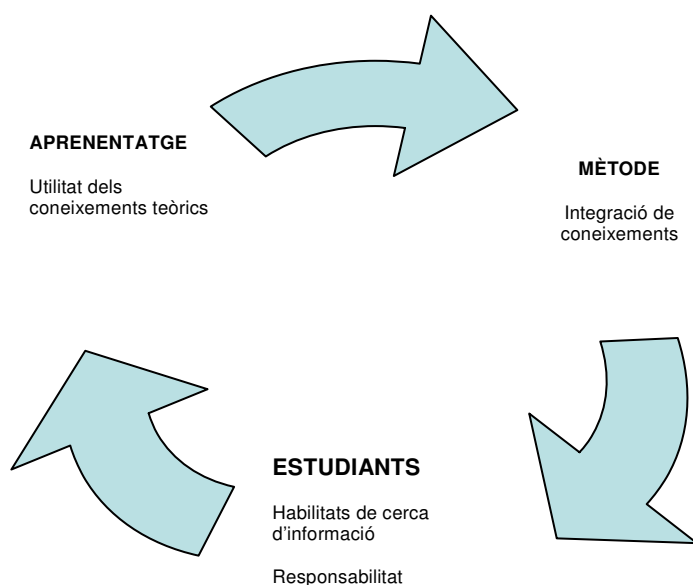 APRENENTATGE
Utilitat dels
coneixements teòrics
MÈTODE
Integració de
coneixements
ESTUDIANTS
Habilitats de cerca
d’informació
Responsabilitat